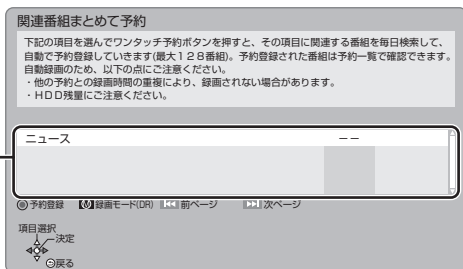 関連番組まとめて予約
下記の項目を選んでワンタッチ予約ボタンを押すと、その項目に関連する番組を毎日検索して、
自動で予約登録していきます(最大128番組)。予約登録された番組は予約一覧で確認できます。
自動録画のため、以下の点にご注意ください。
・他の予約との録画時間の重複により、録画されない場合があります。
・HDD残量にご注意ください。
ニュース −−
予約登録 録画モード(DR) 前ページ 次ページ
項目選択
決定
戻る